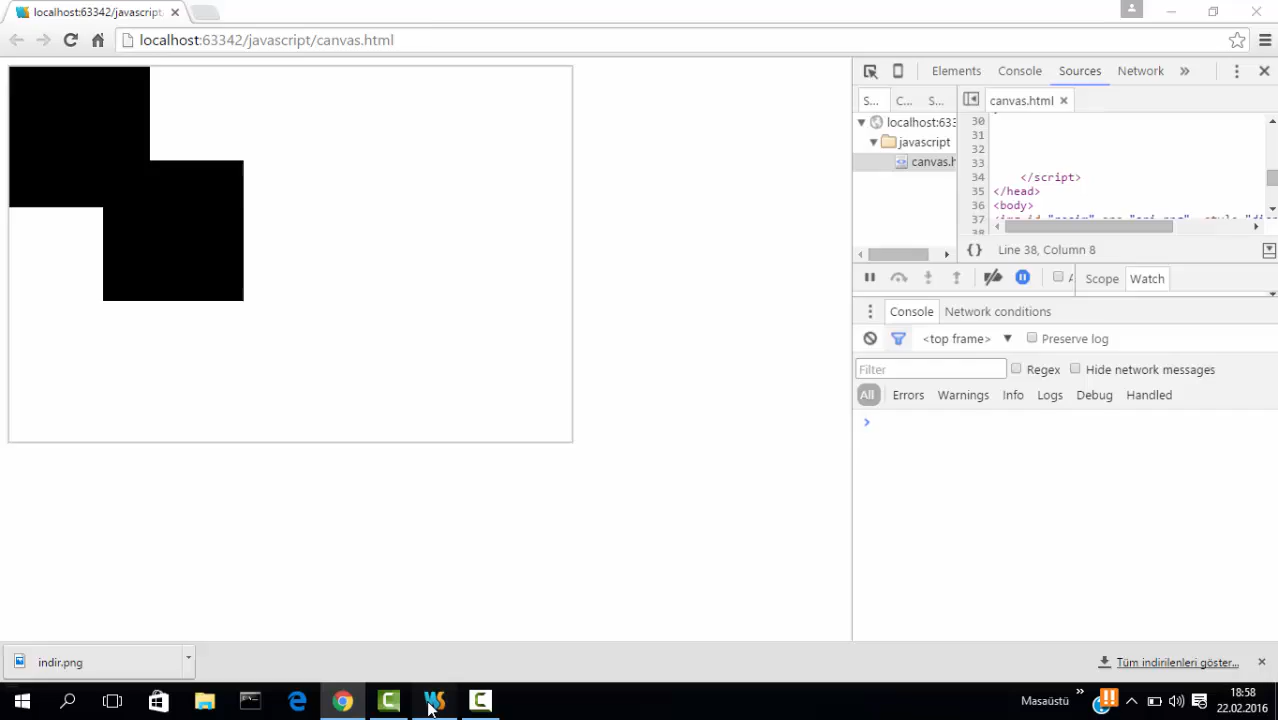 localhost:63342/javascript
localhost:63342/javascript/canvas.html
Elements Console Sources Network »
S... C... S... canvas.html ×
localhost:633
javascript
canvas.h
30
31
32
33
34 </script>
35 </head>
36 <body>
37
38
{} Line 38, Column 8
A Scope Watch
Console Network conditions
<top frame> ▼ Preserve log
Filter Regex Hide network messages
All Errors Warnings Info Logs Debug Handled
>
indir.png
Tüm indirilenleri göster...
Masaüstü » 18:58
22.02.2016